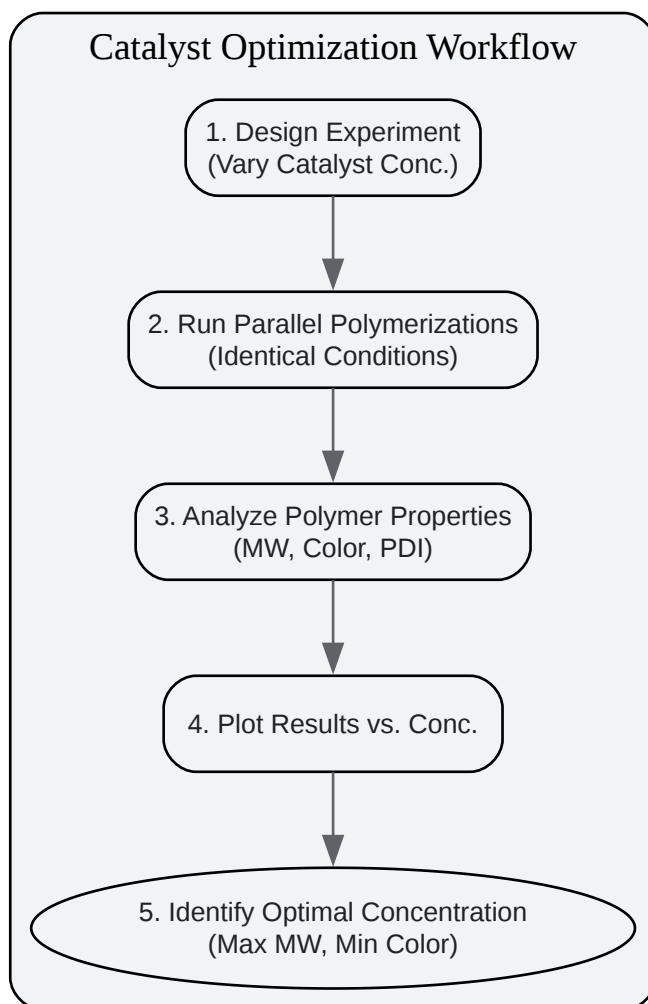 Catalyst Optimization Workflow
1. Design Experiment
(Vary Catalyst Conc.)
2. Run Parallel Polymerizations
(Identical Conditions)
3. Analyze Polymer Properties
(MW, Color, PDI)
4. Plot Results vs. Conc.
5. Identify Optimal Concentration
(Max MW, Min Color)